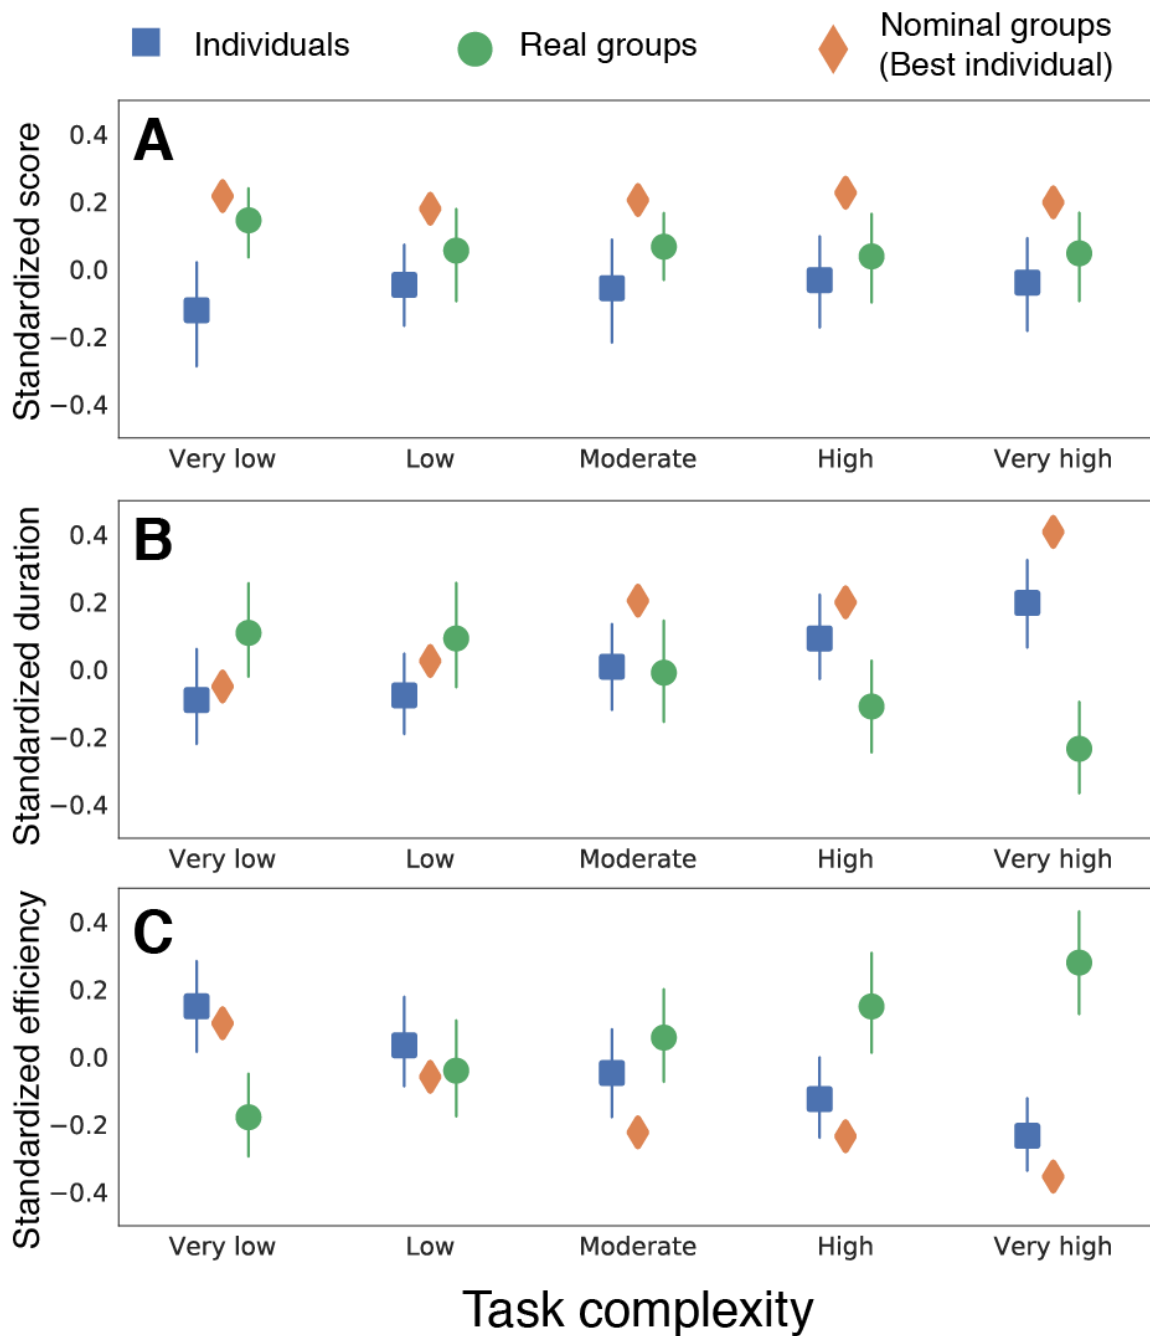 Individuals
Real groups
Nominal groups
(Best individual)
A
Standardized score
0.4
0.2
0.0
−0.2
−0.4
Very low Low Moderate High Very high
B
Standardized duration
0.4
0.2
0.0
−0.2
−0.4
Very low Low Moderate High Very high
C
Standardized efficiency
0.4
0.2
0.0
−0.2
−0.4
Very low Low Moderate High Very high
Task complexity